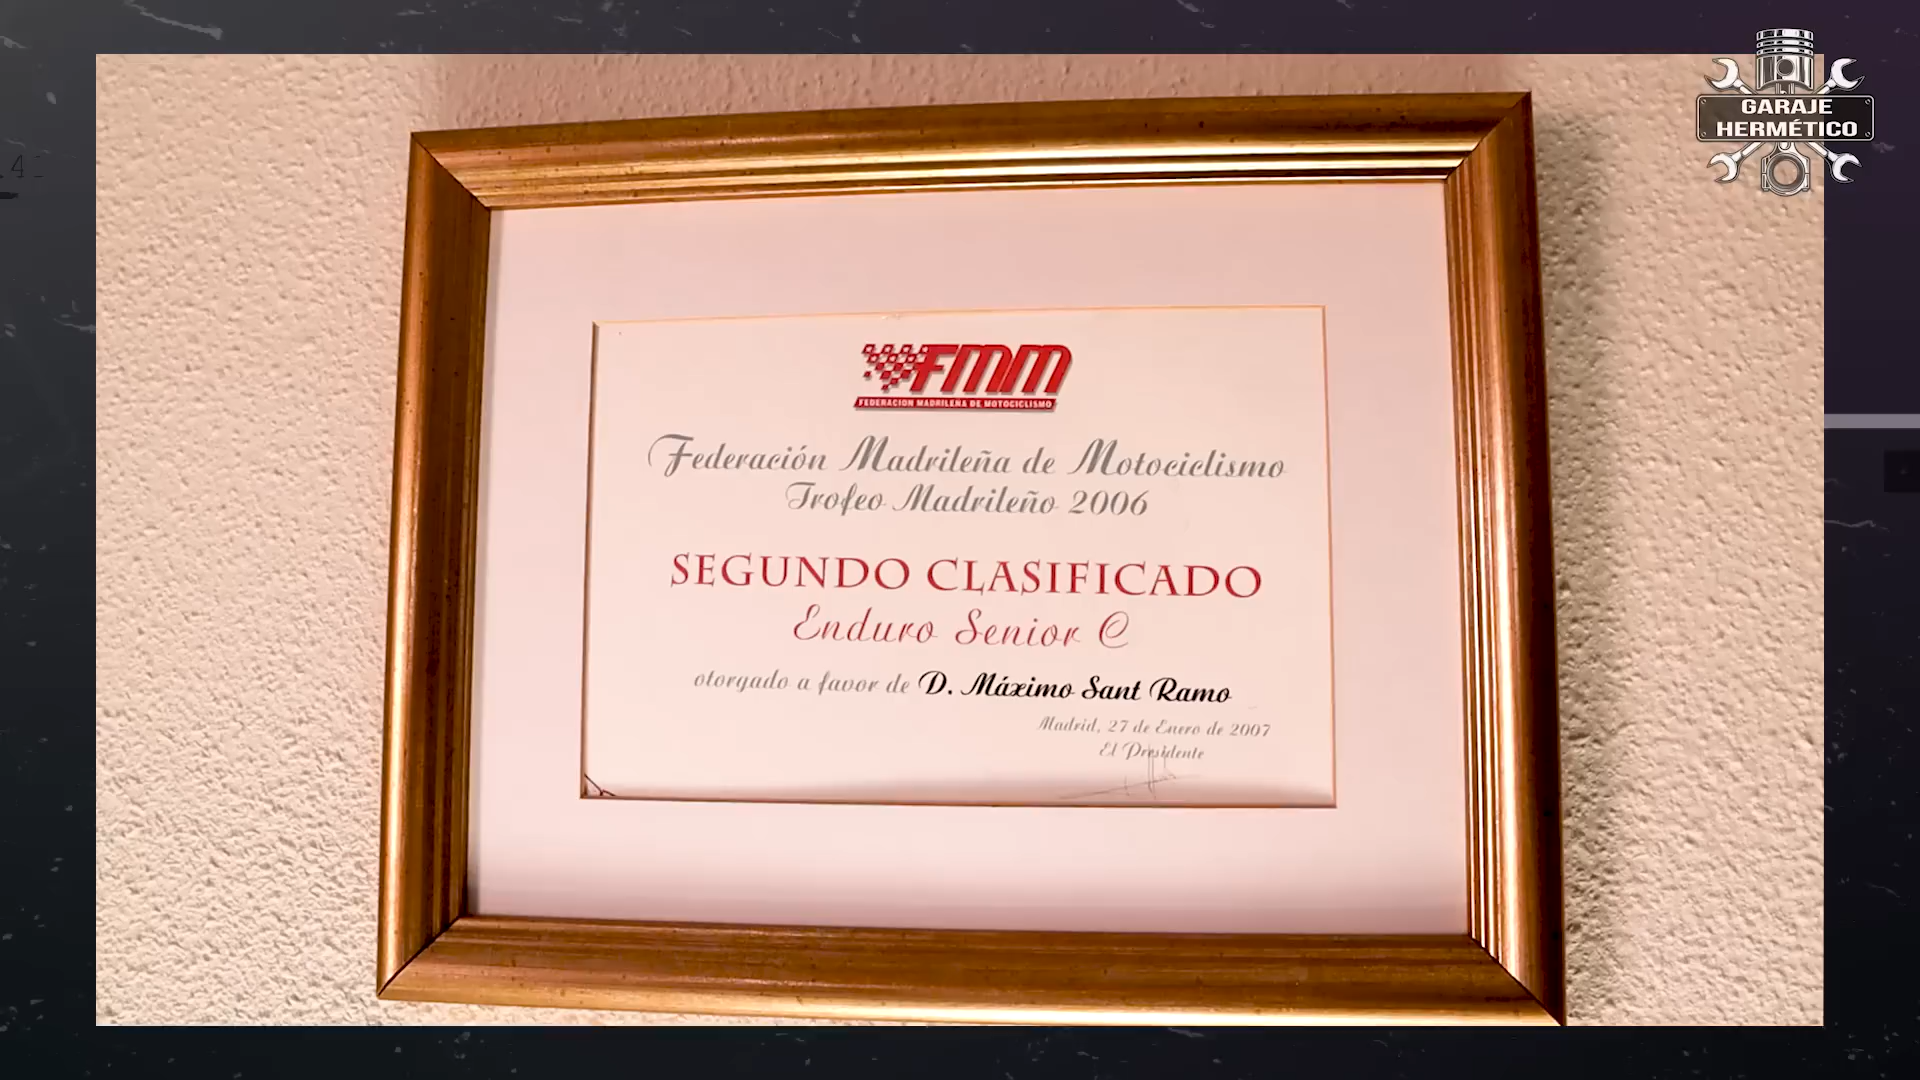 GARAJE
HERMÉTICO
FMM
FEDERACION MADRILEÑA DE MOTOCICLISMO
Federación Madrileña de Motociclismo
Trofeo Madrileño 2006
SEGUNDO CLASIFICADO
Enduro Senior C
otorgado a favor de D. Máximo Sant Ramo
Madrid, 27 de Enero de 2007
El Presidente